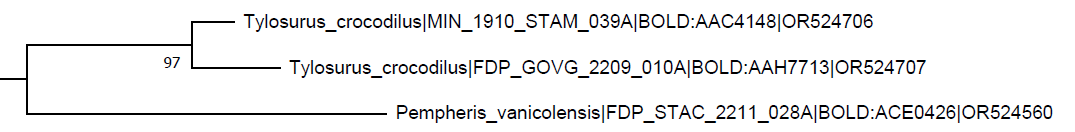 Tylosurus_crocodilus|MIN_1910_STAM_039A|BOLD:AAC4148|OR524706
97
Tylosurus_crocodilus|FDP_GOVG_2209_010A|BOLD:AAH7713|OR524707
Pempheris_vanicolensis|FDP_STAC_2211_028A|BOLD:ACE0426|OR524560